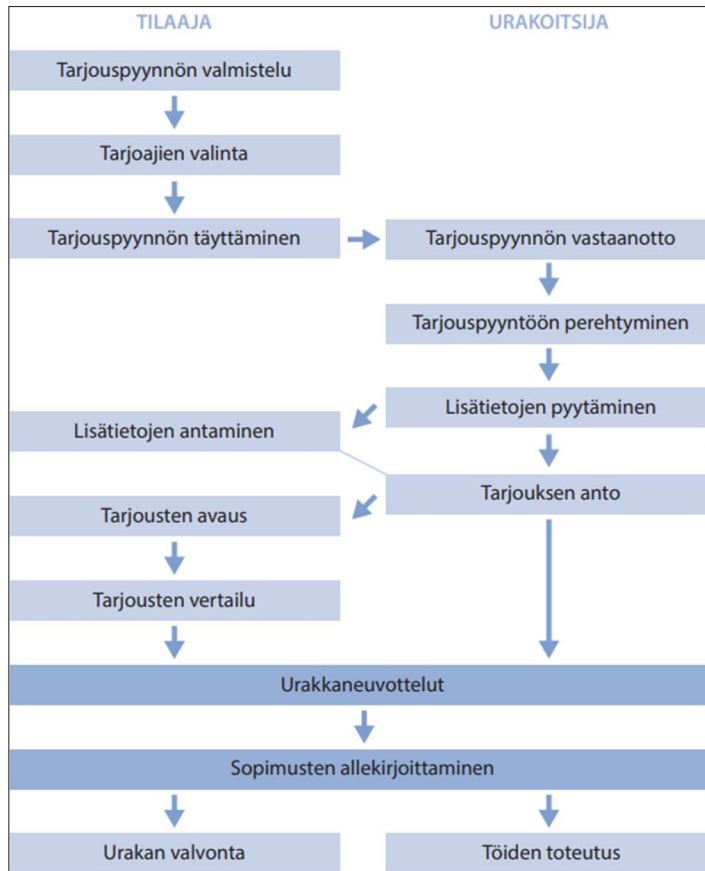 TILAAJA
URAKOITSIJA
Tarjouspyynnön valmistelu
Tarjoajien valinta
Tarjouspyynnön täyttäminen
Tarjouspyynnön vastaanotto
Tarjouspyyntöön perehtyminen
Lisätietojen pyytäminen
Lisätietojen antaminen
Tarjouksen anto
Tarjousten avaus
Tarjousten vertailu
Urakkaneuvottelut
Sopimusten allekirjoittaminen
Urakan valvonta
Töiden toteutus